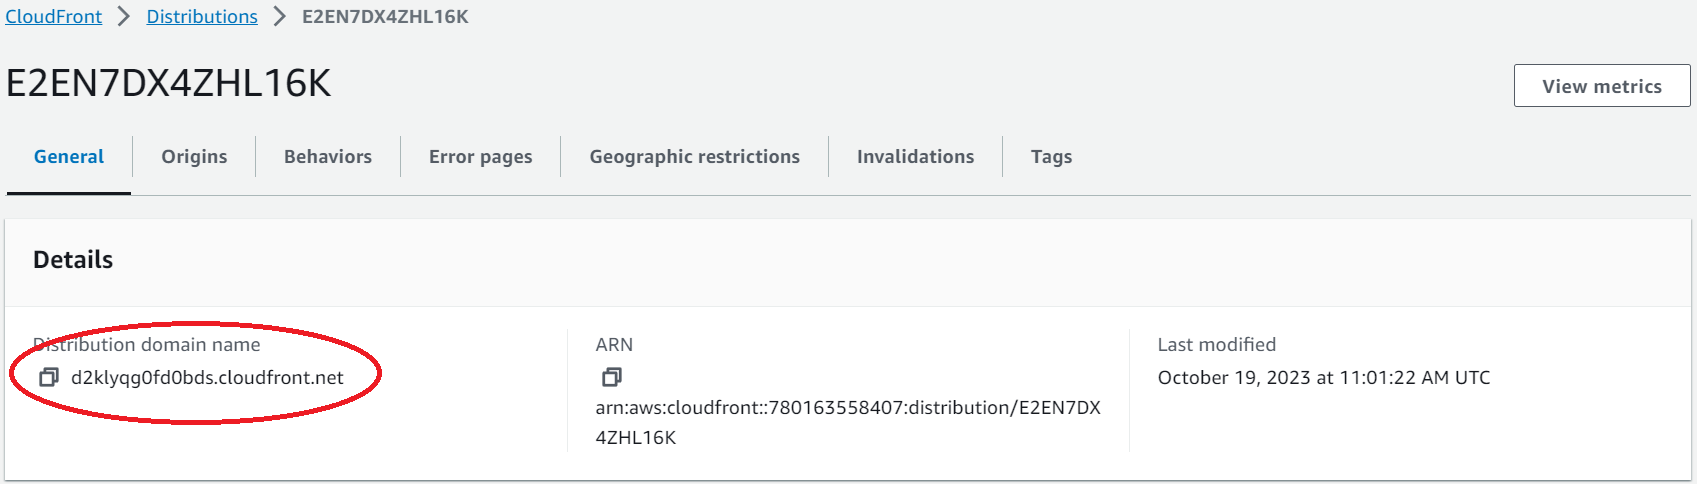 CloudFront > Distributions > E2EN7DX4ZHL16K
E2EN7DX4ZHL16K
View metrics
General
Origins
Behaviors
Error pages
Geographic restrictions
Invalidations
Tags
Details
Distribution domain name
d2klyqg0fd0bds.cloudfront.net
ARN
arn:aws:cloudfront::780163558407:distribution/E2EN7DX
4ZHL16K
Last modified
October 19, 2023 at 11:01:22 AM UTC